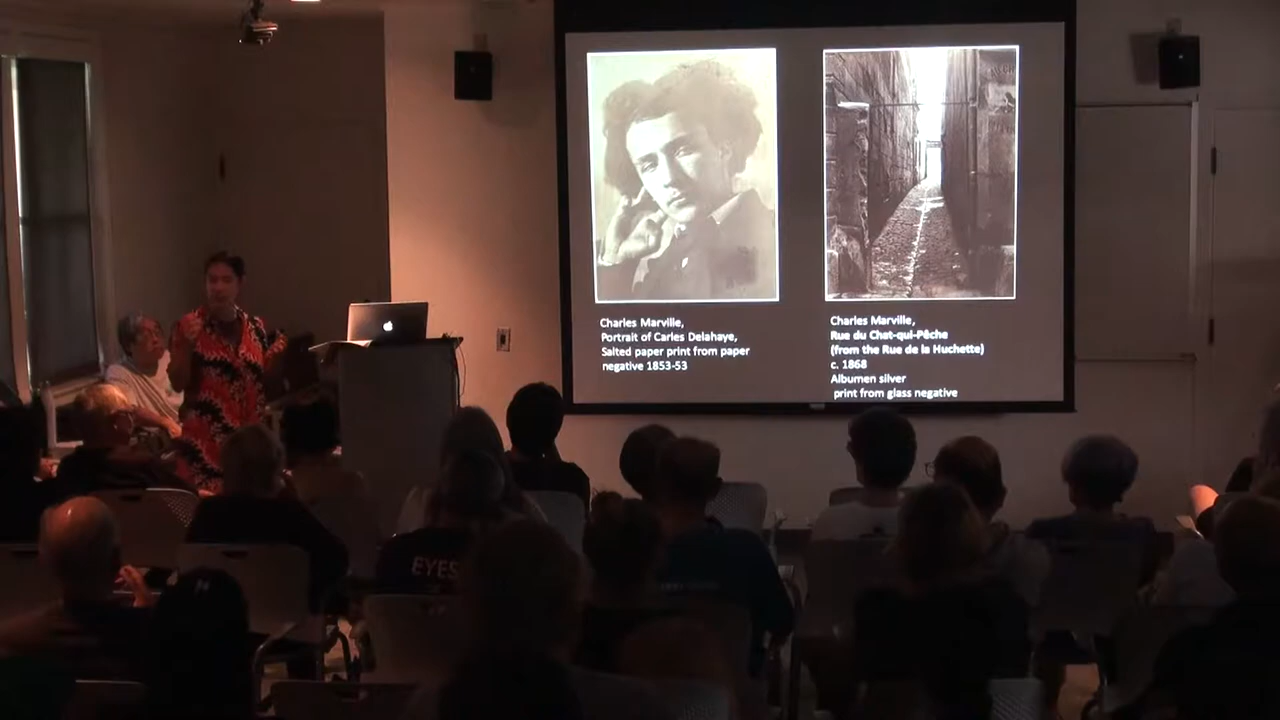 Charles Marville,
Portrait of Carles Delahaye,
Salted paper print from paper
negative 1853-53
Charles Marville,
Rue du Chat-qui-Pêche
(from the Rue de la Huchette)
c. 1868
Albumen silver
print from glass negative
EYES